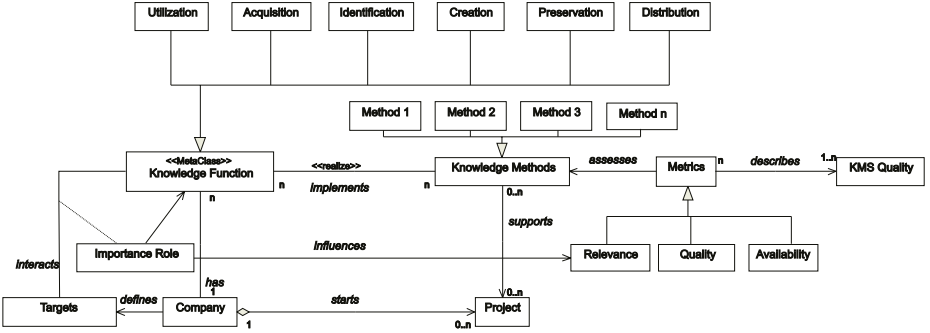 Utilization
Acquisition
Identification
Creation
Preservation
Distribution
Method 1
Method 2
Method 3
Method n
<<MetaClass>>
Knowledge Function
<<realize>>
n
implements
n
Knowledge Methods
assesses
Metrics
n
describes
1..n
KMS Quality
n
0..n
supports
Importance Role
influences
Relevance
Quality
Availability
Interacts
has
1
Targets
defines
Company
1
starts
0..n
0..n
Project